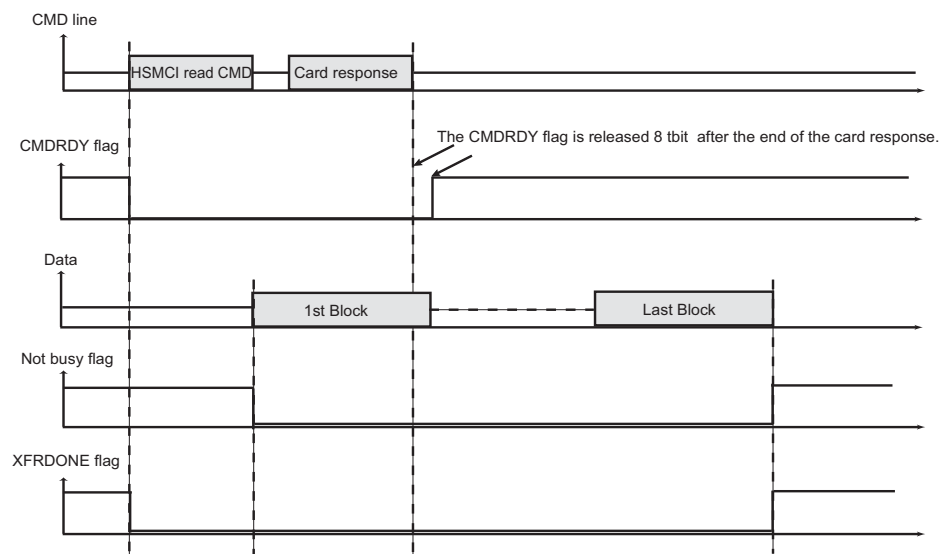 CMD line
HSMCI read CMD
Card response
The CMDRDY flag is released 8 tbit after the end of the card response.
CMDRDY flag
Data
1st Block
Last Block
Not busy flag
XFRDONE flag